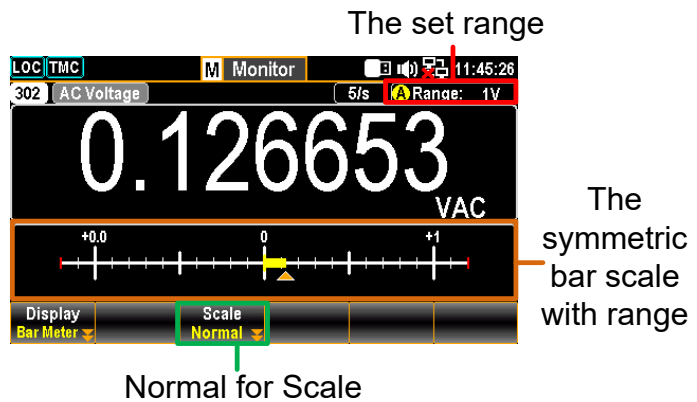 The set range
LOC TMC M Monitor 11:45:26
302 AC Voltage 5/s A Range: 1V
0.126653
VAC
The
symmetric
bar scale
with range
+0.0 0 +1
Display Scale
Bar Meter Normal
Normal for Scale